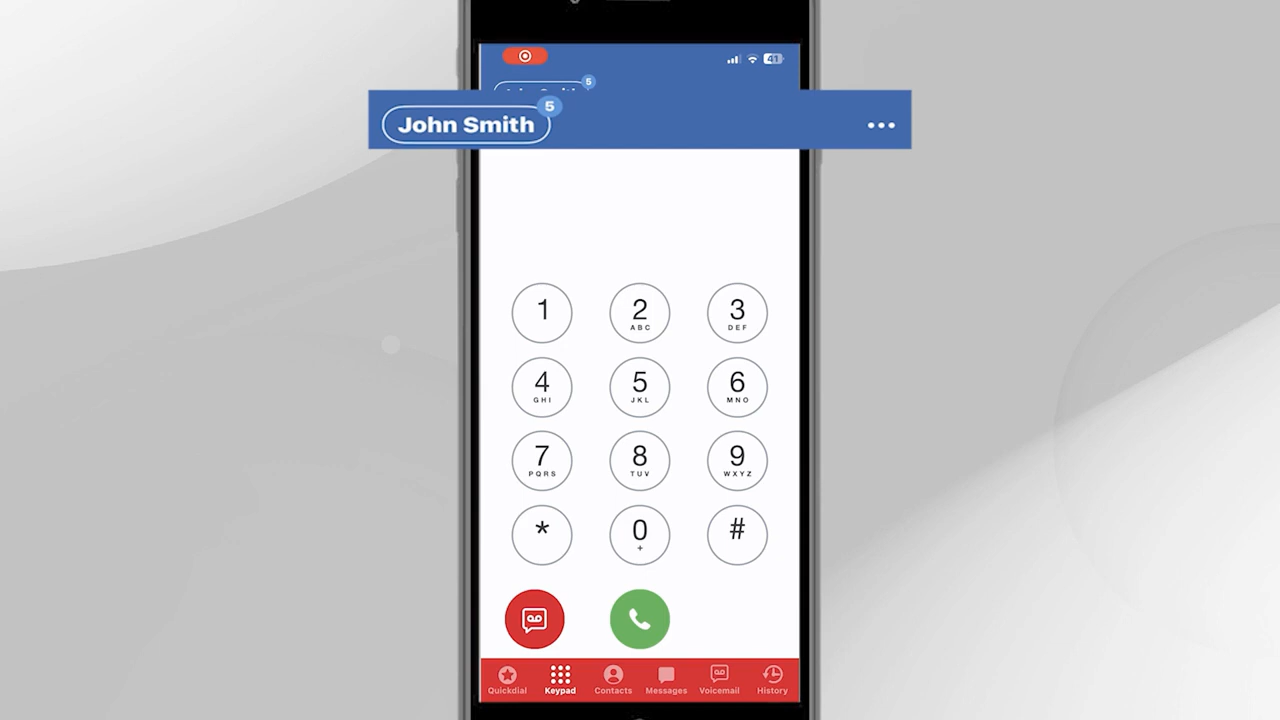 41
5
5
John Smith
1
2
ABC
3
DEF
4
GHI
5
JKL
6
MNO
7
PQRS
8
TUV
9
WXYZ
*
0
+
#
Quickdial
Keypad
Contacts
Messages
Voicemail
History